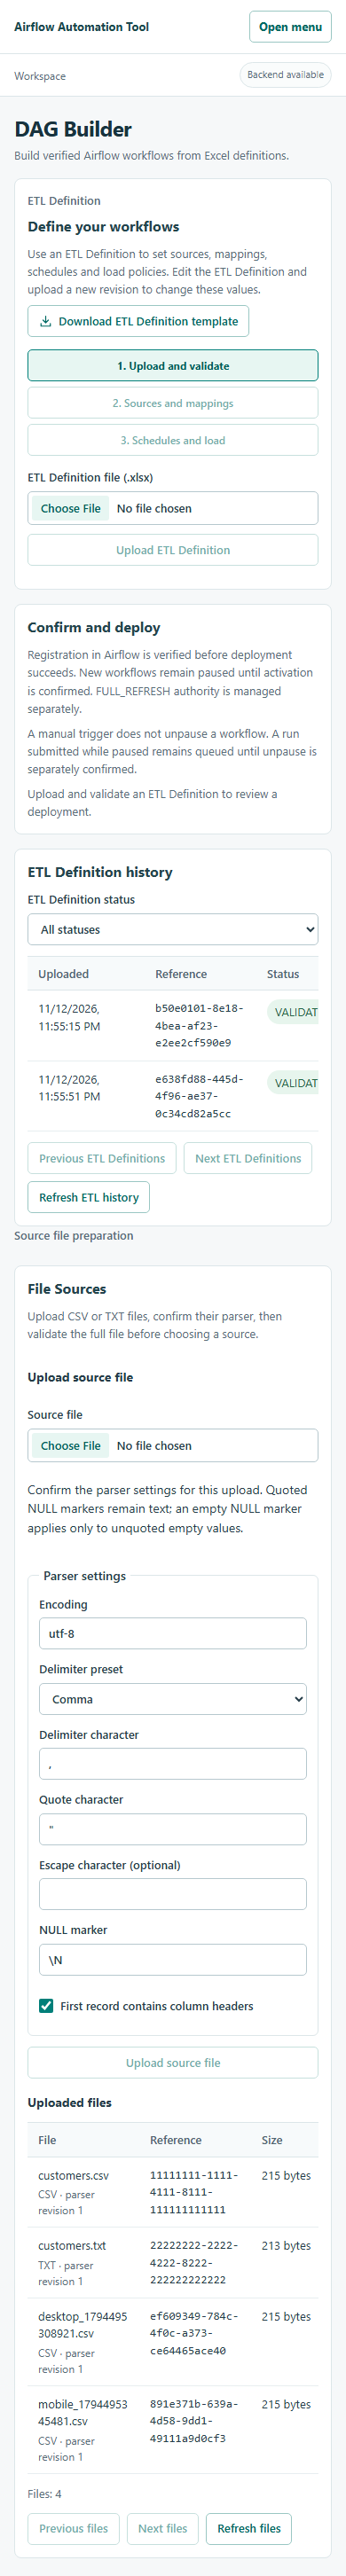 Airflow Automation Tool
Open menu
Workspace
Backend available
DAG Builder
Build verified Airflow workflows from Excel definitions.
ETL Definition
Define your workflows
Use an ETL Definition to set sources, mappings,
schedules and load policies. Edit the ETL Definition and
upload a new revision to change these values.
Download ETL Definition template
1. Upload and validate
2. Sources and mappings
3. Schedules and load
ETL Definition file (.xlsx)
Choose File No file chosen
Upload ETL Definition
Confirm and deploy
Registration in Airflow is verified before deployment
succeeds. New workflows remain paused until activation
is confirmed. FULL_REFRESH authority is managed
separately.
A manual trigger does not unpause a workflow. A run
submitted while paused remains queued until unpause is
separately confirmed.
Upload and validate an ETL Definition to review a
deployment.
ETL Definition history
ETL Definition status
All statuses
Uploaded Reference Status
11/12/2026,
11:55:15 PM
b50e0101-8e18-
4bea-af23-
e2ee2cf590e9
VALIDAT
11/12/2026,
11:55:51 PM
e638fd88-445d-
4f96-ae37-
0c34cd82a5cc
VALIDAT
Previous ETL Definitions
Next ETL Definitions
Refresh ETL history
Source file preparation
File Sources
Upload CSV or TXT files, confirm their parser, then
validate the full file before choosing a source.
Upload source file
Source file
Choose File No file chosen
Confirm the parser settings for this upload. Quoted
NULL markers remain text; an empty NULL marker
applies only to unquoted empty values.
Parser settings
Encoding
utf-8
Delimiter preset
Comma
Delimiter character
,
Quote character
"
Escape character (optional)
NULL marker
\N
First record contains column headers
Upload source file
Uploaded files
File Reference Size
customers.csv
CSV · parser
revision 1
11111111-1111-
4111-8111-
111111111111
215 bytes
customers.txt
TXT · parser
revision 1
22222222-2222-
4222-8222-
222222222222
213 bytes
desktop_1794495
308921.csv
CSV · parser
revision 1
ef609349-784c-
4f0c-a373-
ce64465ace40
215 bytes
mobile_17944953
45481.csv
CSV · parser
revision 1
891e371b-639a-
4d58-9dd1-
49111a9d0cf3
215 bytes
Files: 4
Previous files
Next files
Refresh files